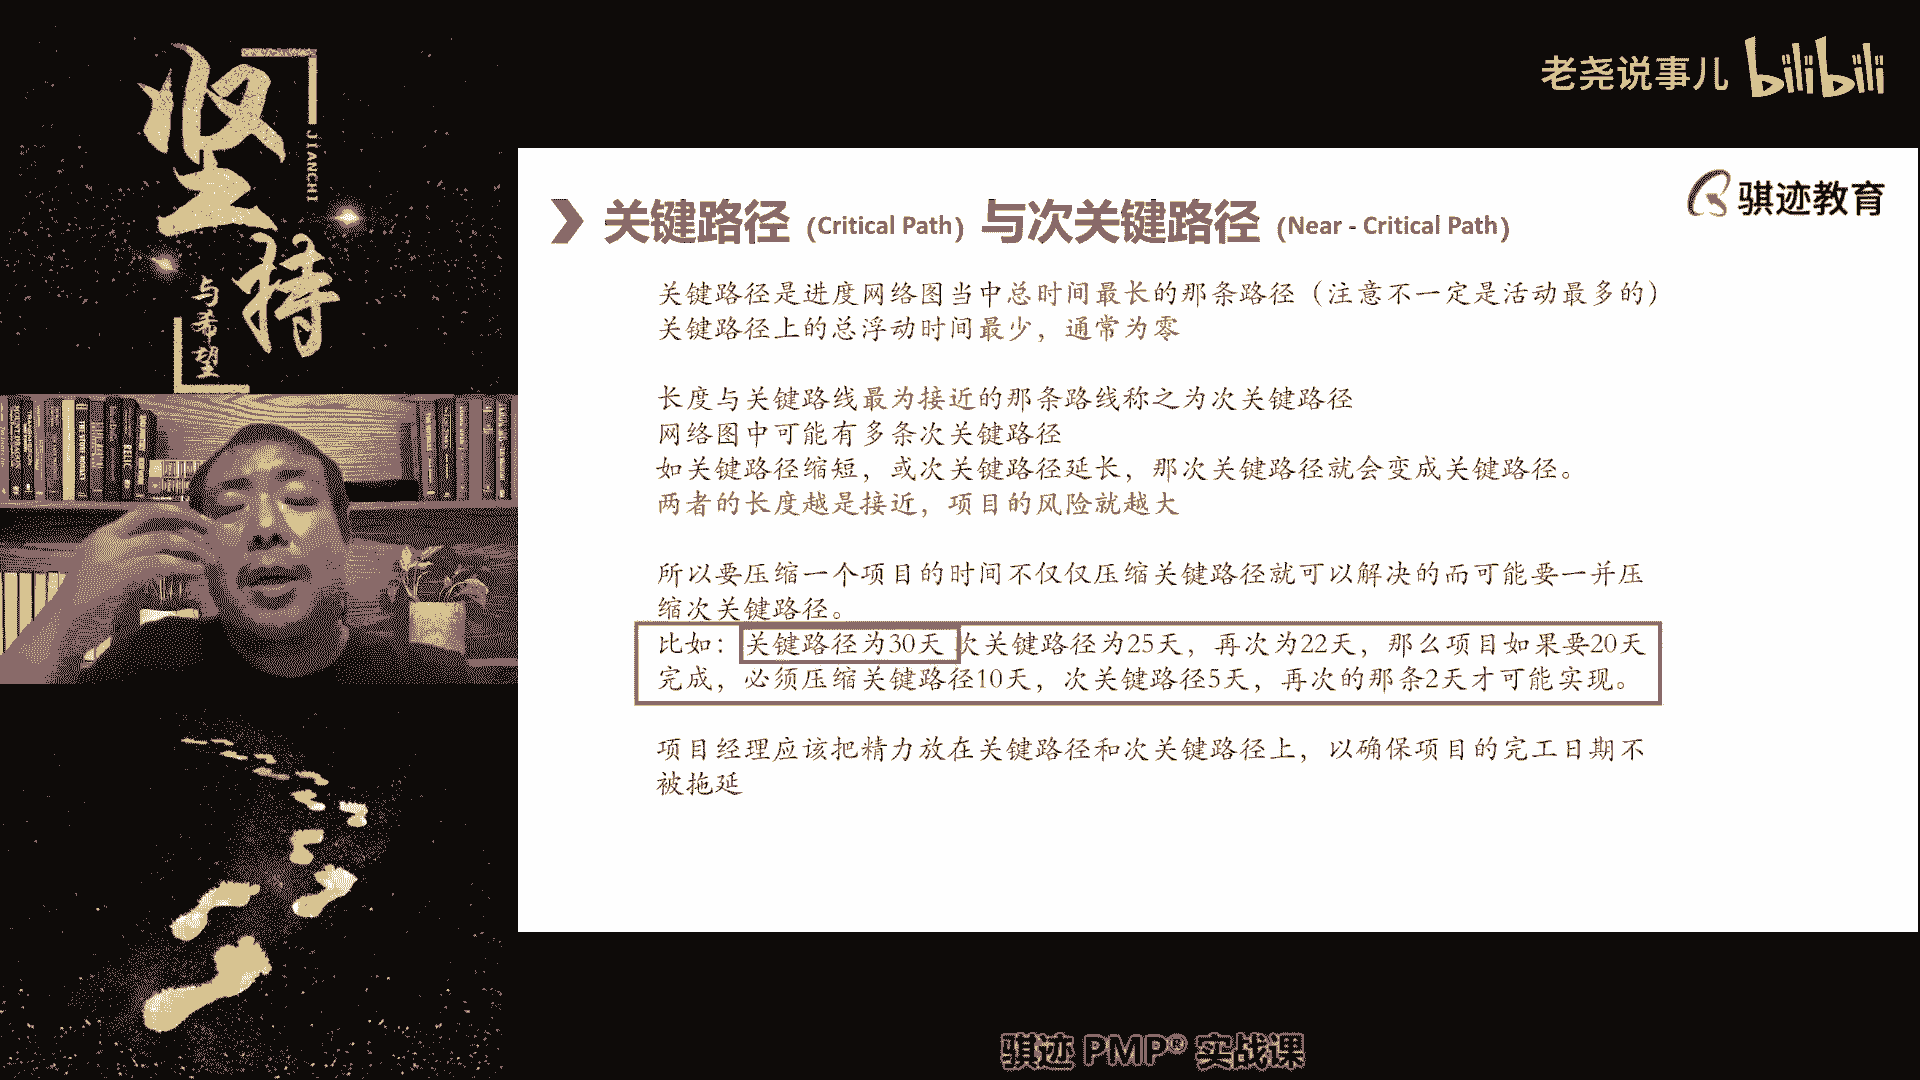 坚持
JIANCHI
与希望
老尧说事儿 bilibili
骐迹教育
关键路径（Critical Path）与次关键路径（Near - Critical Path）
关键路径是进度网络图当中总时间最长的那条路径（注意不一定是活动最多的）
关键路径上的总浮动时间最少，通常为零
长度与关键路线最为接近的那条路线称之为次关键路径
网络图中可能有多条次关键路径
如关键路径缩短，或次关键路径延长，那次关键路径就会变成关键路径。
两者的长度越是接近，项目的风险就越大
所以要压缩一个项目的时间不仅仅压缩关键路径就可以解决的而可能要一并压
缩次关键路径。
比如：关键路径为30天 次关键路径为25天，再次为22天，那么项目如果要20天
完成，必须压缩关键路径10天，次关键路径5天，再次的那条2天才可能实现。
项目经理应该把精力放在关键路径和次关键路径上，以确保项目的完工日期不
被拖延
骐迹 PMP® 实战课